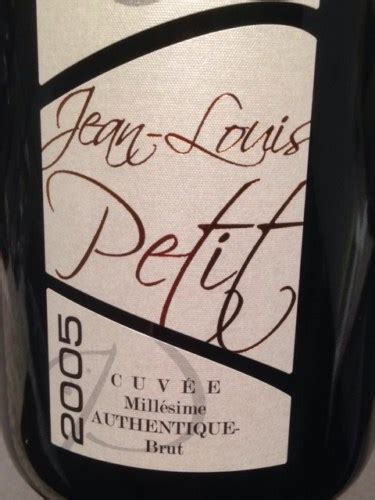 Jean-Louis
Petit
2005
CUVÉE
Millésime
AUTHENTIQUE-
Brut